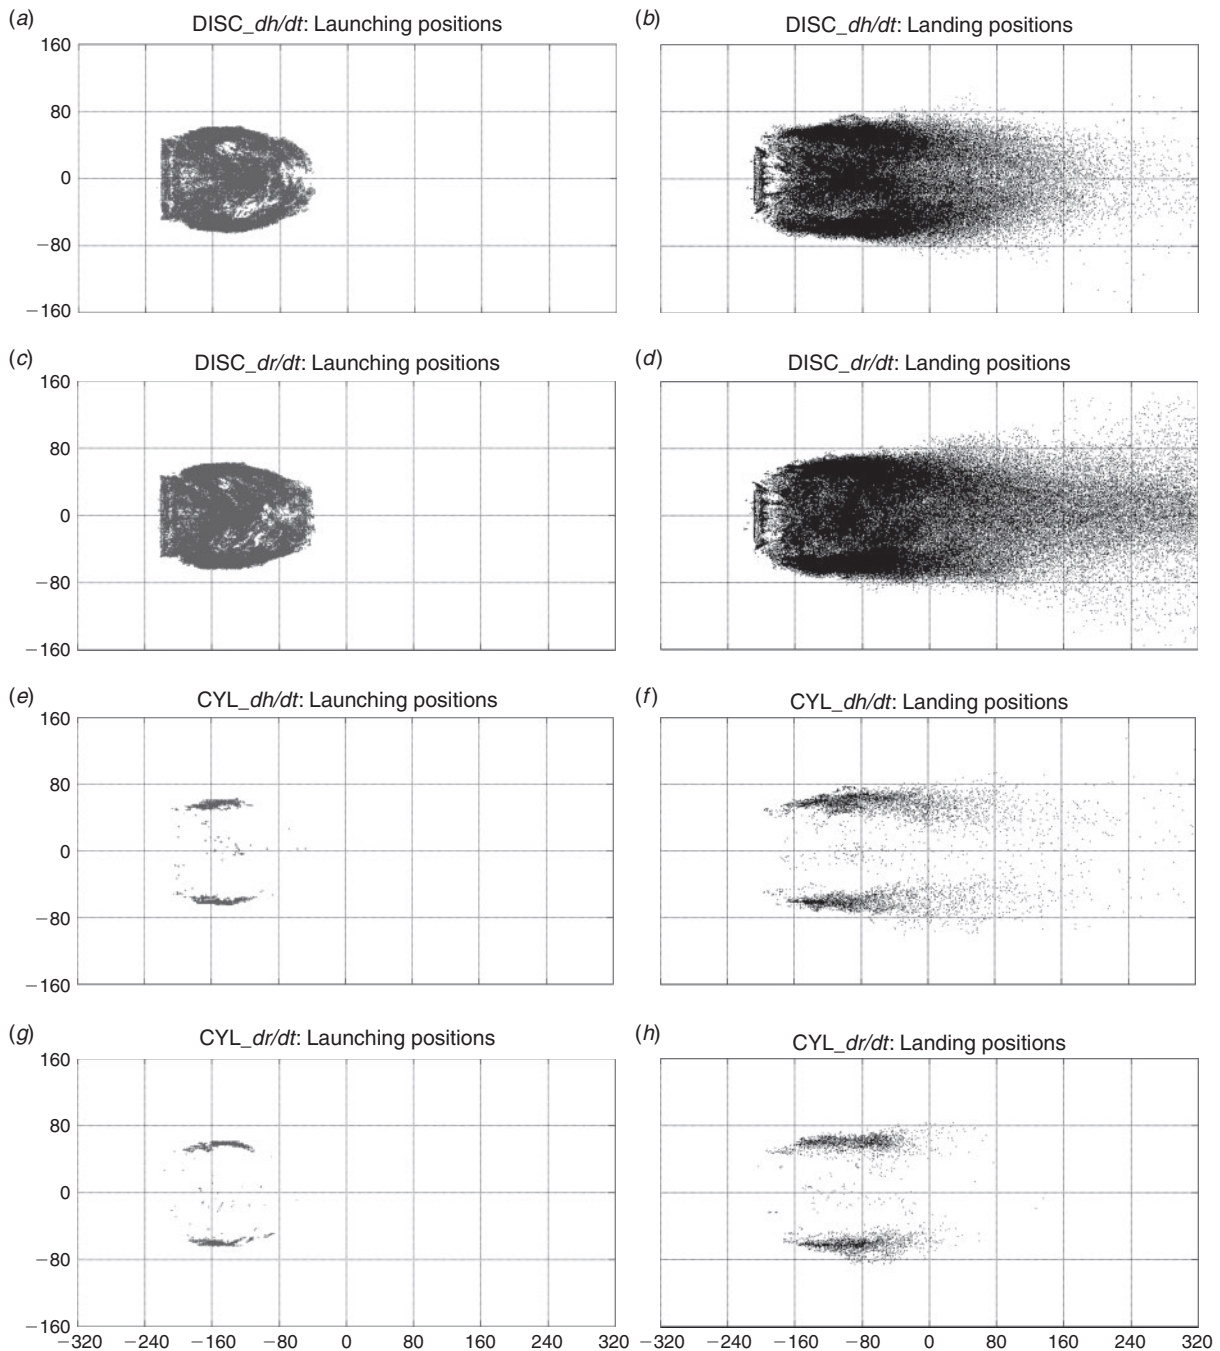 (a) DISC_dh/dt: Launching positions
160
80
0
−80
−160
(b) DISC_dh/dt: Landing positions
(c) DISC_dr/dt: Launching positions
160
80
0
−80
−160
(d) DISC_dr/dt: Landing positions
(e) CYL_dh/dt: Launching positions
160
80
0
−80
−160
(f) CYL_dh/dt: Landing positions
(g) CYL_dr/dt: Launching positions
160
80
0
−80
−160
−320 −240 −160 −80 0 80 160 240 320
(h) CYL_dr/dt: Landing positions
−320 −240 −160 −80 0 80 160 240 320